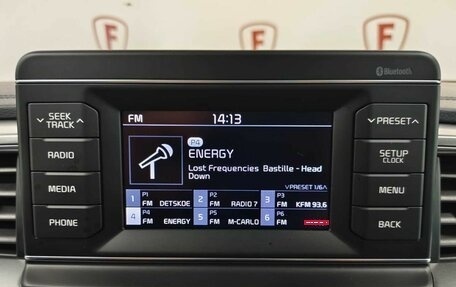 F
F
F
Bluetooth
SEEK
TRACK
RADIO
MEDIA
PHONE
FM 14:13
P4
ENERGY
Lost Frequencies Bastille - Head
Down
PRESET 1/6
1 P1 FM DETSKOE 2 P2 FM RADIO 7 3 P3 FM KFM 93.6
4 P4 FM ENERGY 5 P5 FM M-CARLO 6 P6 FM
PRESET
SETUP
CLOCK
MENU
BACK